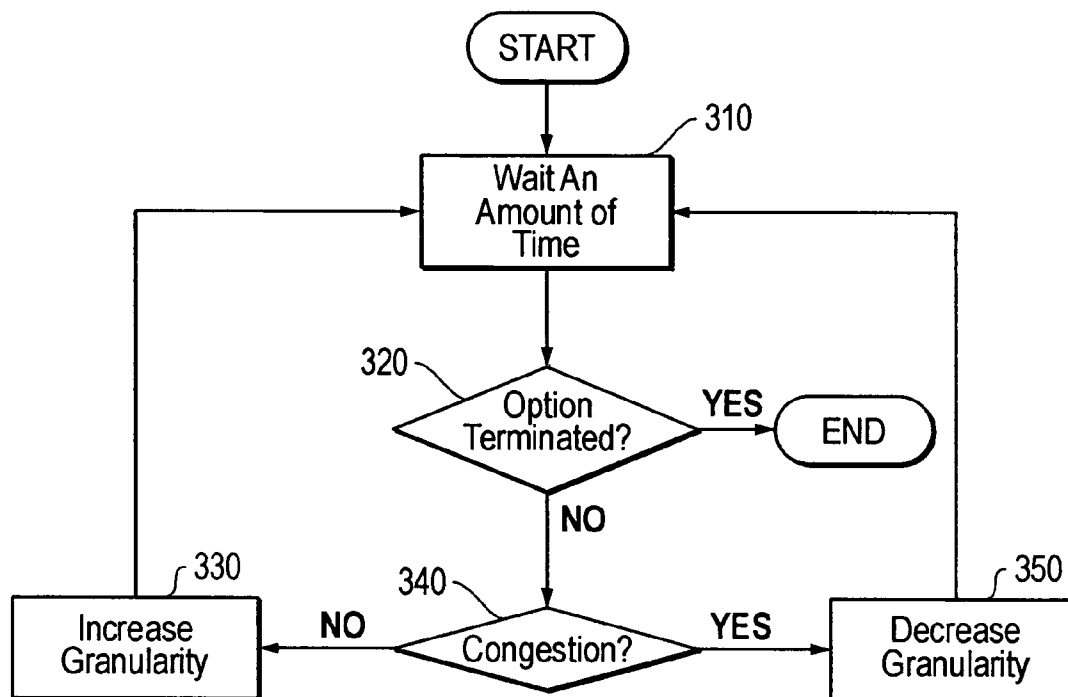 START
310
Wait An
Amount of
Time
320
Option
Terminated?
YES
END
NO
330
340
350
Increase
Granularity
NO
Congestion?
YES
Decrease
Granularity